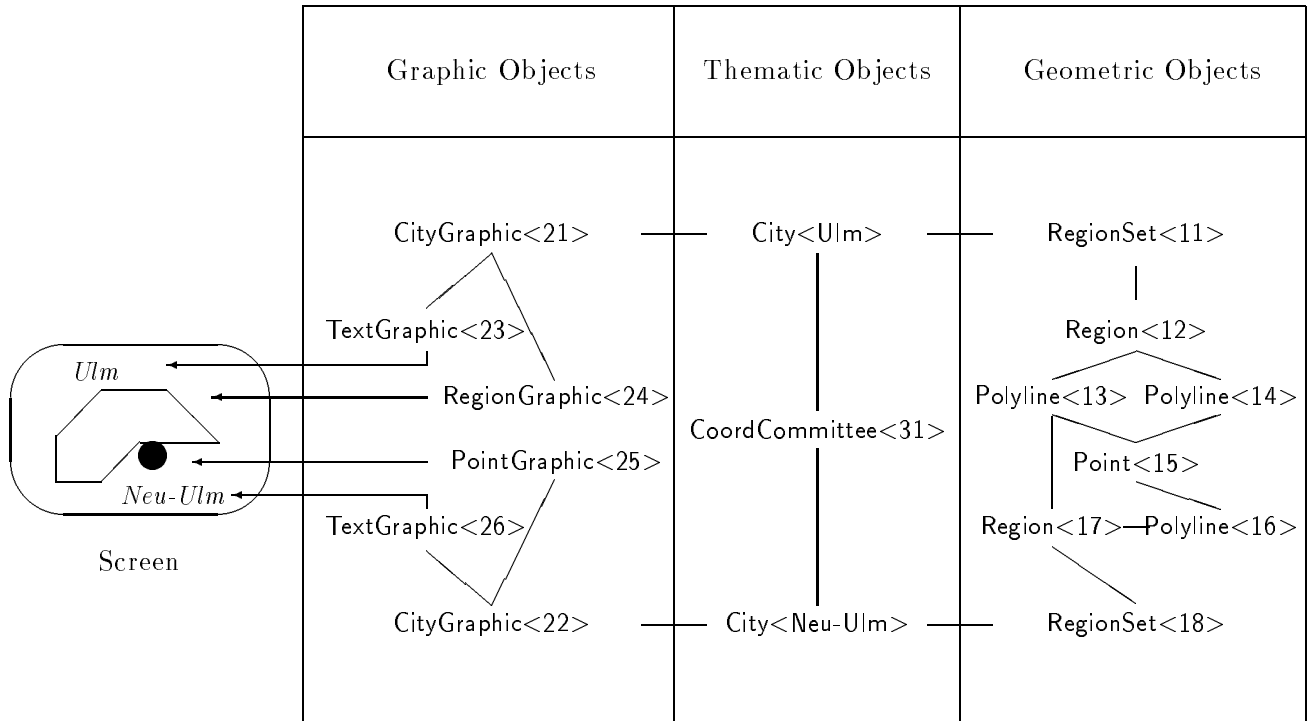 Graphic Objects
Thematic Objects
Geometric Objects
CityGraphic<21>
City<Ulm>
RegionSet<11>
TextGraphic<23>
Region<12>
Ulm
RegionGraphic<24>
Polyline<13>
Polyline<14>
CoordCommittee<31>
PointGraphic<25>
Point<15>
Neu-Ulm
TextGraphic<26>
Region<17>
Polyline<16>
Screen
CityGraphic<22>
City<Neu-Ulm>
RegionSet<18>